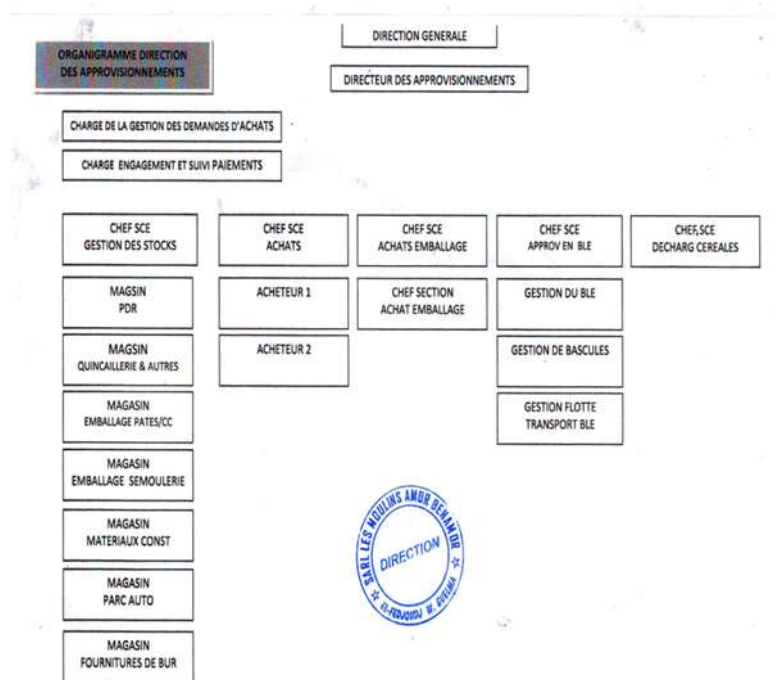 DIRECTION GENERALE
ORGANIGRAMME DIRECTION
DES APPROVISIONNEMENTS
DIRECTEUR DES APPROVISIONNEMENTS
CHARGE DE LA GESTION DES DEMANDES D'ACHATS
CHARGE ENGAGEMENT ET SUIVI PAIEMENTS
CHEF SCE
GESTION DES STOCKS
CHEF SCE
ACHATS
CHEF SCE
ACHATS EMBALLAGE
CHEF SCE
APPROV EN BLE
CHEF,SCE
DECHARG CEREALES
MAGSIN
PDR
ACHETEUR 1
CHEF SECTION
ACHAT EMBALLAGE
GESTION DU BLE
MAGSIN
QUINCAILLERIE & AUTRES
ACHETEUR 2
GESTION DE BASCULES
MAGASIN
EMBALLAGE PATES/CC
GESTION FLOTTE
TRANSPORT BLE
MAGASIN
EMBALLAGE SEMOULERIE
MAGASIN
MATERIAUX CONST
MAGASIN
PARC AUTO
MAGASIN
FOURNITURES DE BUR
SARL LES MOULINS AMOR BENAMOR
DIRECTION
EL-FEDJOUDJ W. GUELMA